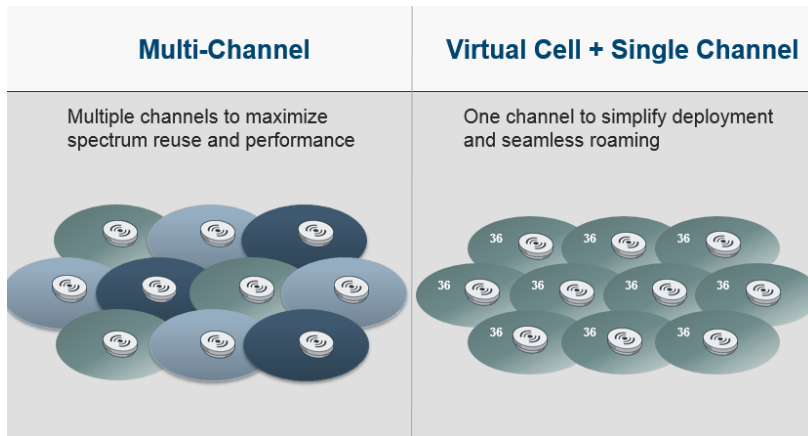 Multi-Channel
Virtual Cell + Single Channel
Multiple channels to maximize
spectrum reuse and performance
One channel to simplify deployment
and seamless roaming
36 36 36
36 36 36 36
36 36 36